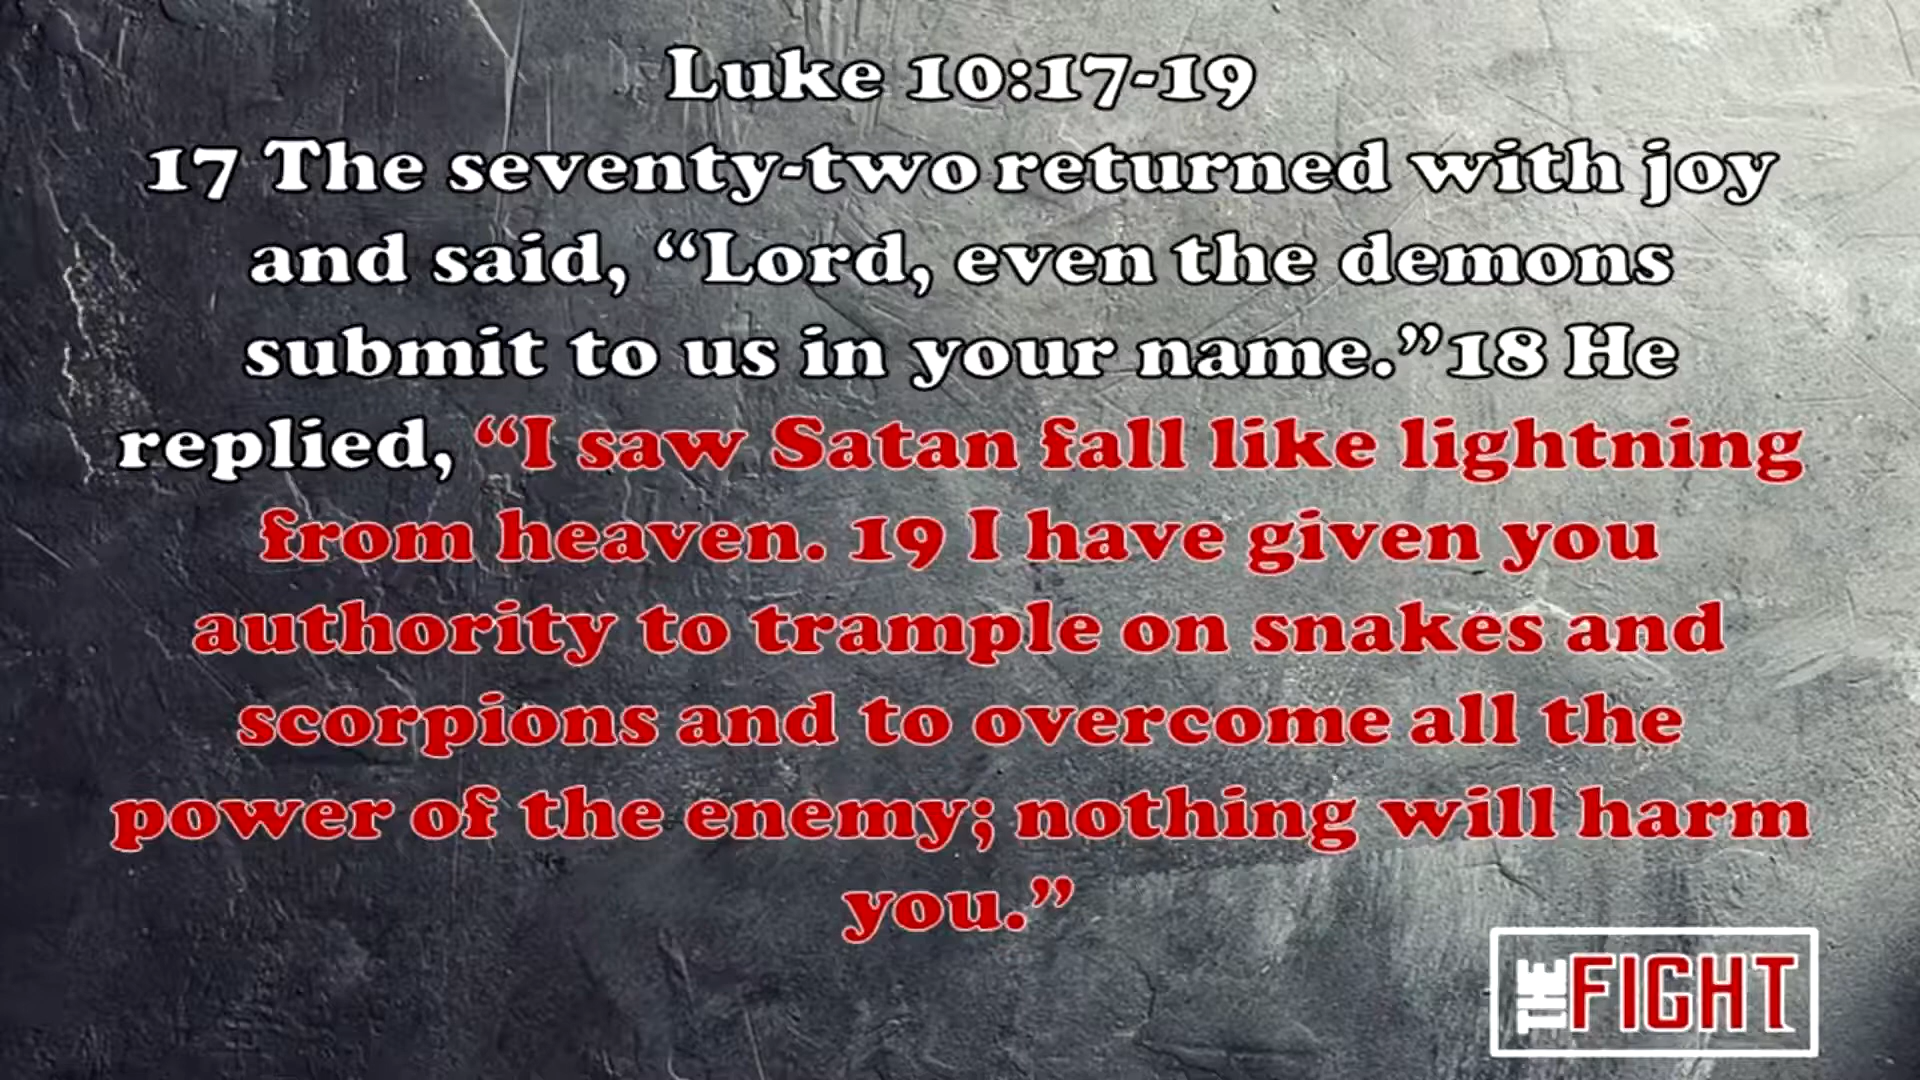 Luke 10:17-19
17 The seventy-two returned with joy
and said, “Lord, even the demons
submit to us in your name.”18 He
replied, “I saw Satan fall like lightning
from heaven. 19 I have given you
authority to trample on snakes and
scorpions and to overcome all the
power of the enemy; nothing will harm
you.”
THE FIGHT